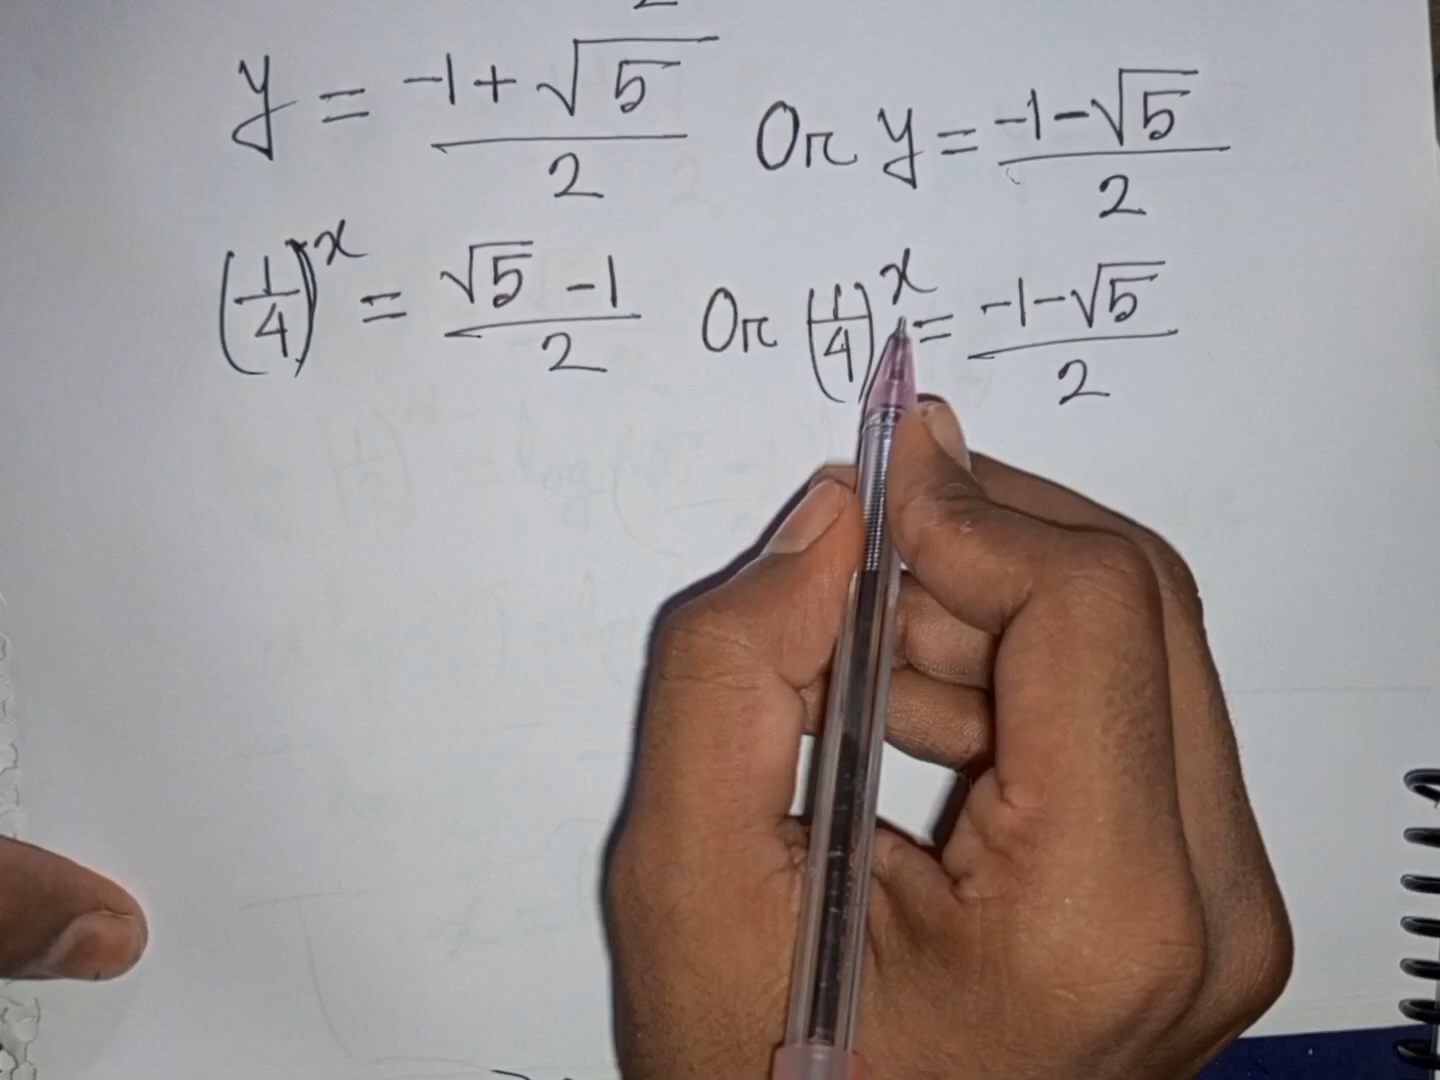 y = (-1+√5)/2 Or y = (-1-√5)/2
(1/4)^x = (√5 -1)/2 Or (1/4)^x = (-1-√5)/2